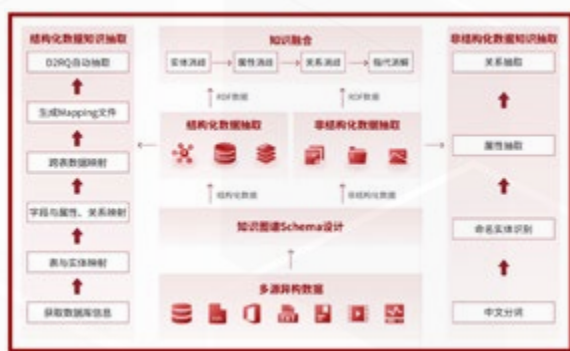 结构化数据知识抽取
D2RQ自动抽取
生成Mapping文件
跨表数据映射
字段与属性、关系映射
表与实体映射
获取数据库信息
知识融合
实体消歧
属性消歧
关系消歧
指代消解
RDF数据
RDF数据
结构化数据抽取
非结构化数据抽取
结构化数据
非结构化数据
知识图谱Schema设计
多源异构数据
TXT
非结构化数据知识抽取
关系抽取
属性抽取
命名实体识别
中文分词